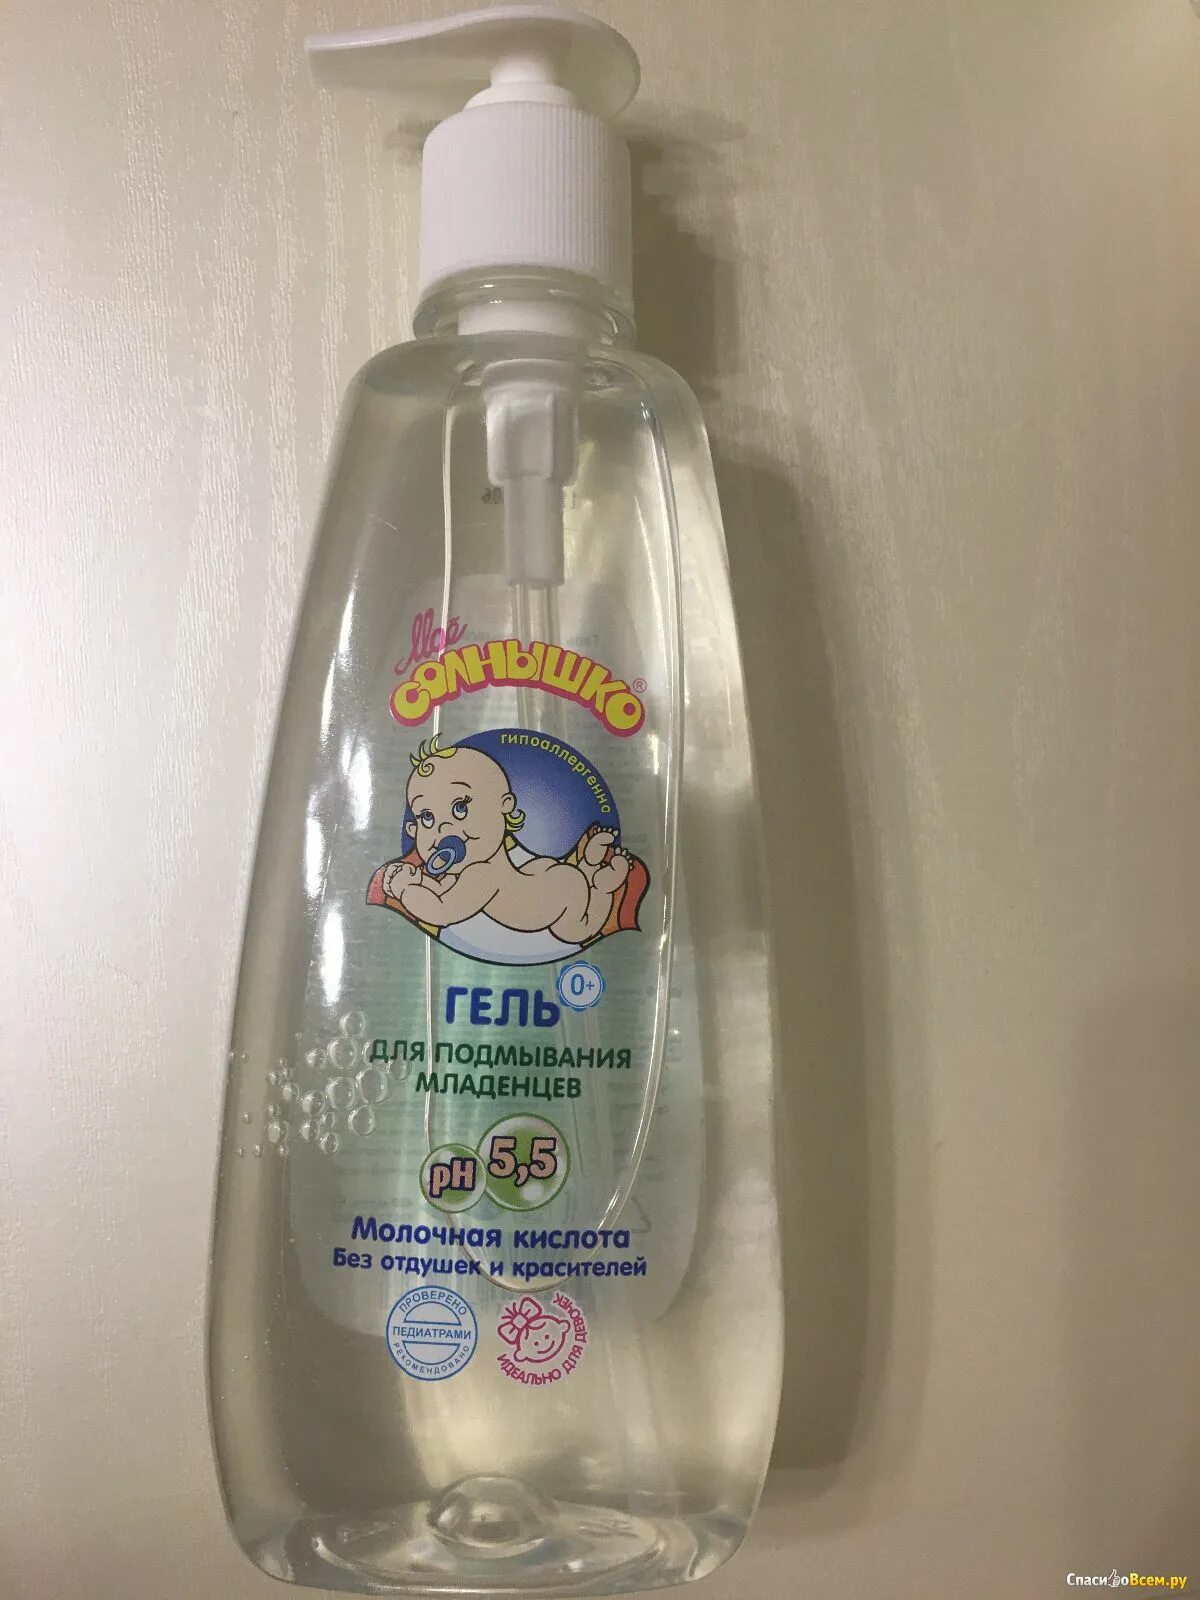 Моё
СОЛНЫШКО®
гипоаллергенно
ГЕЛЬ 0+
ДЛЯ ПОДМЫВАНИЯ
МЛАДЕНЦЕВ
pH 5,5
Молочная кислота
Без отдушек и красителей
ПРОВЕРЕНО
ПЕДИАТРАМИ
РЕКОМЕНДОВАНО
ИДЕАЛЬНО ДЛЯ ДЕВОЧЕК
СпасибоВсем.ру